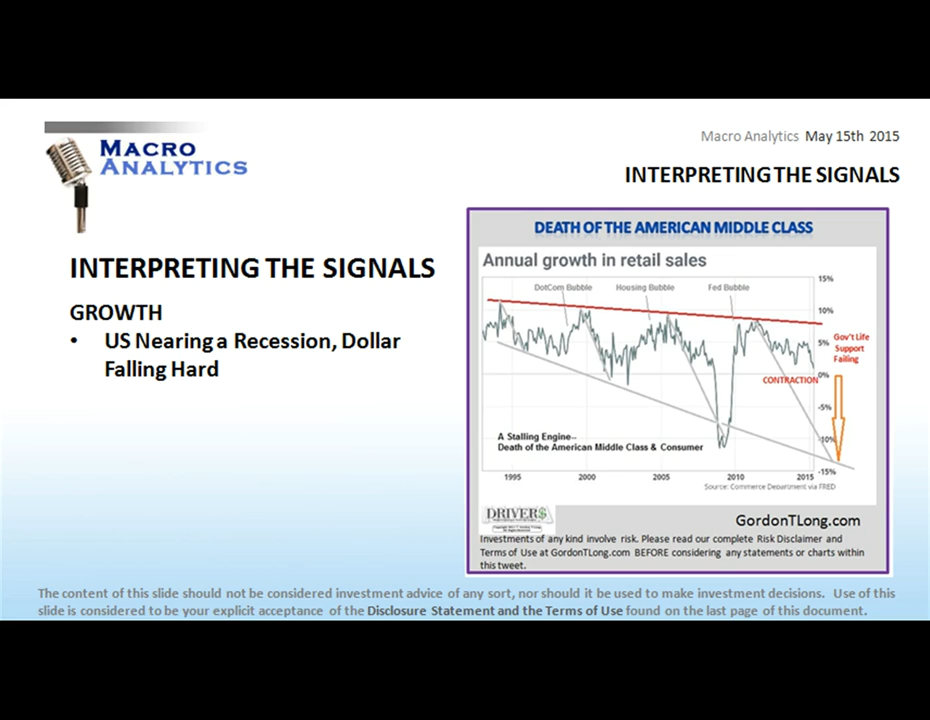 MACRO
ANALYTICS
Macro Analytics May 15th 2015
INTERPRETING THE SIGNALS
INTERPRETING THE SIGNALS
GROWTH
• US Nearing a Recession, Dollar
Falling Hard
DEATH OF THE AMERICAN MIDDLE CLASS
Annual growth in retail sales
DotCom Bubble
Housing Bubble
Fed Bubble
15%
10%
5%
0%
-5%
-10%
-15%
Gov't Life
Support
Failing
CONTRACTION
A Stalling Engine--
Death of the American Middle Class & Consumer
1995
2000
2005
2010
2015
Source: Commerce Department via FRED
DRIVER$
GordonTLong.com
Investments of any kind involve risk. Please read our complete Risk Disclaimer and
Terms of Use at GordonTLong.com BEFORE considering any statements or charts within
this tweet.
The content of this slide should not be considered investment advice of any sort, nor should it be used to make investment decisions. Use of this
slide is considered to be your explicit acceptance of the Disclosure Statement and the Terms of Use found on the last page of this document.